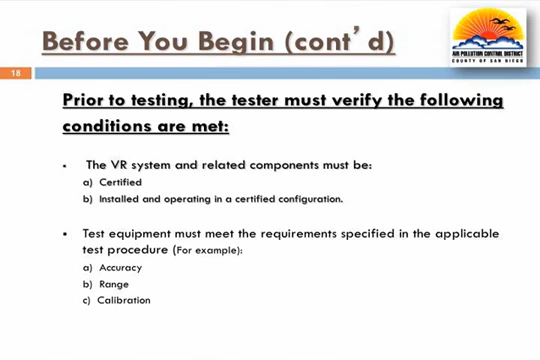 Before You Begin (cont’ d)
AIR POLLUTION CONTROL DISTRICT
COUNTY OF SAN DIEGO
18
Prior to testing, the tester must verify the following
conditions are met:
▪ The VR system and related components must be:
a) Certified
b) Installed and operating in a certified configuration.
▪ Test equipment must meet the requirements specified in the applicable
test procedure (For example):
a) Accuracy
b) Range
c) Calibration